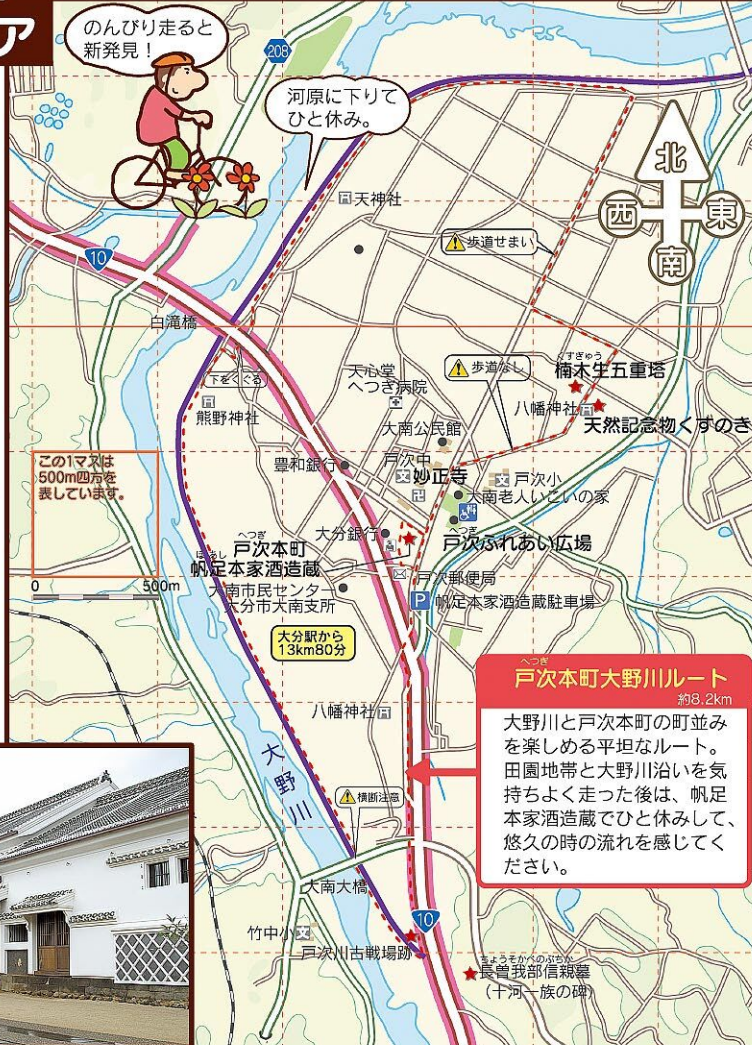 ア
のんびり走ると
新発見！
208
河原に下りて
ひと休み。
北
西
東
南
天神社
歩道せまい
10
白滝橋
下をくぐる
熊野神社
天心堂
へつぎ病院
歩道なし
くすぎゅう
楠木生五重塔
八幡神社
天然記念物くすのき
大南公民館
戸次中
文
妙正寺
文
戸次小
大南老人いこいの家
豊和銀行
この1マスは
500m四方を
表しています。
0
500m
へつぎ
戸次本町
ほあし
帆足本家酒造蔵
大分銀行
へつぎ
戸次ふれあい広場
戸次郵便局
P
帆足本家酒造蔵駐車場
大南市民センター
大分市大南支所
大分駅から
13km80分
八幡神社
へつぎ
戸次本町大野川ルート
約8.2km
大野川と戸次本町の町並み
を楽しめる平坦なルート。
田園地帯と大野川沿いを気
持ちよく走った後は、帆足
本家酒造蔵でひと休みして、
悠久の時の流れを感じてく
ださい。
大野川
横断注意
大南大橋
10
竹中小
文
戸次川古戦場跡
ちょうそかべのぶちか
長曽我部信親墓
（十河一族の碑）